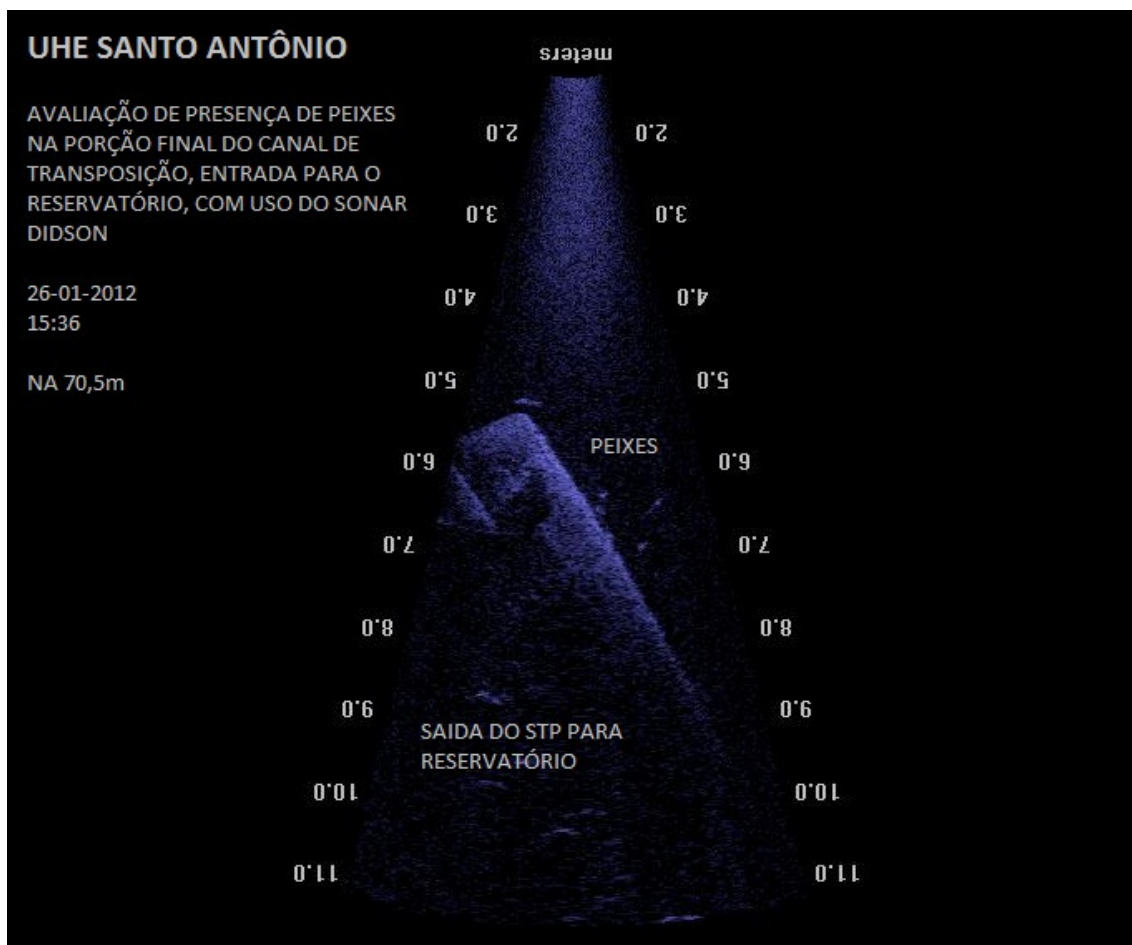 UHE SANTO ANTÔNIO
AVALIAÇÃO DE PRESENÇA DE PEIXES
NA PORÇÃO FINAL DO CANAL DE
TRANSPOSIÇÃO, ENTRADA PARA O
RESERVATÓRIO, COM USO DO SONAR
DIDSON
26-01-2012
15:36
NA 70,5m
meters
2.0 2.0
3.0 3.0
4.0 4.0
5.0 5.0
PEIXES
6.0 6.0
7.0 7.0
8.0 8.0
9.0 9.0
SAIDA DO STP PARA
RESERVATÓRIO
10.0 10.0
11.0 11.0